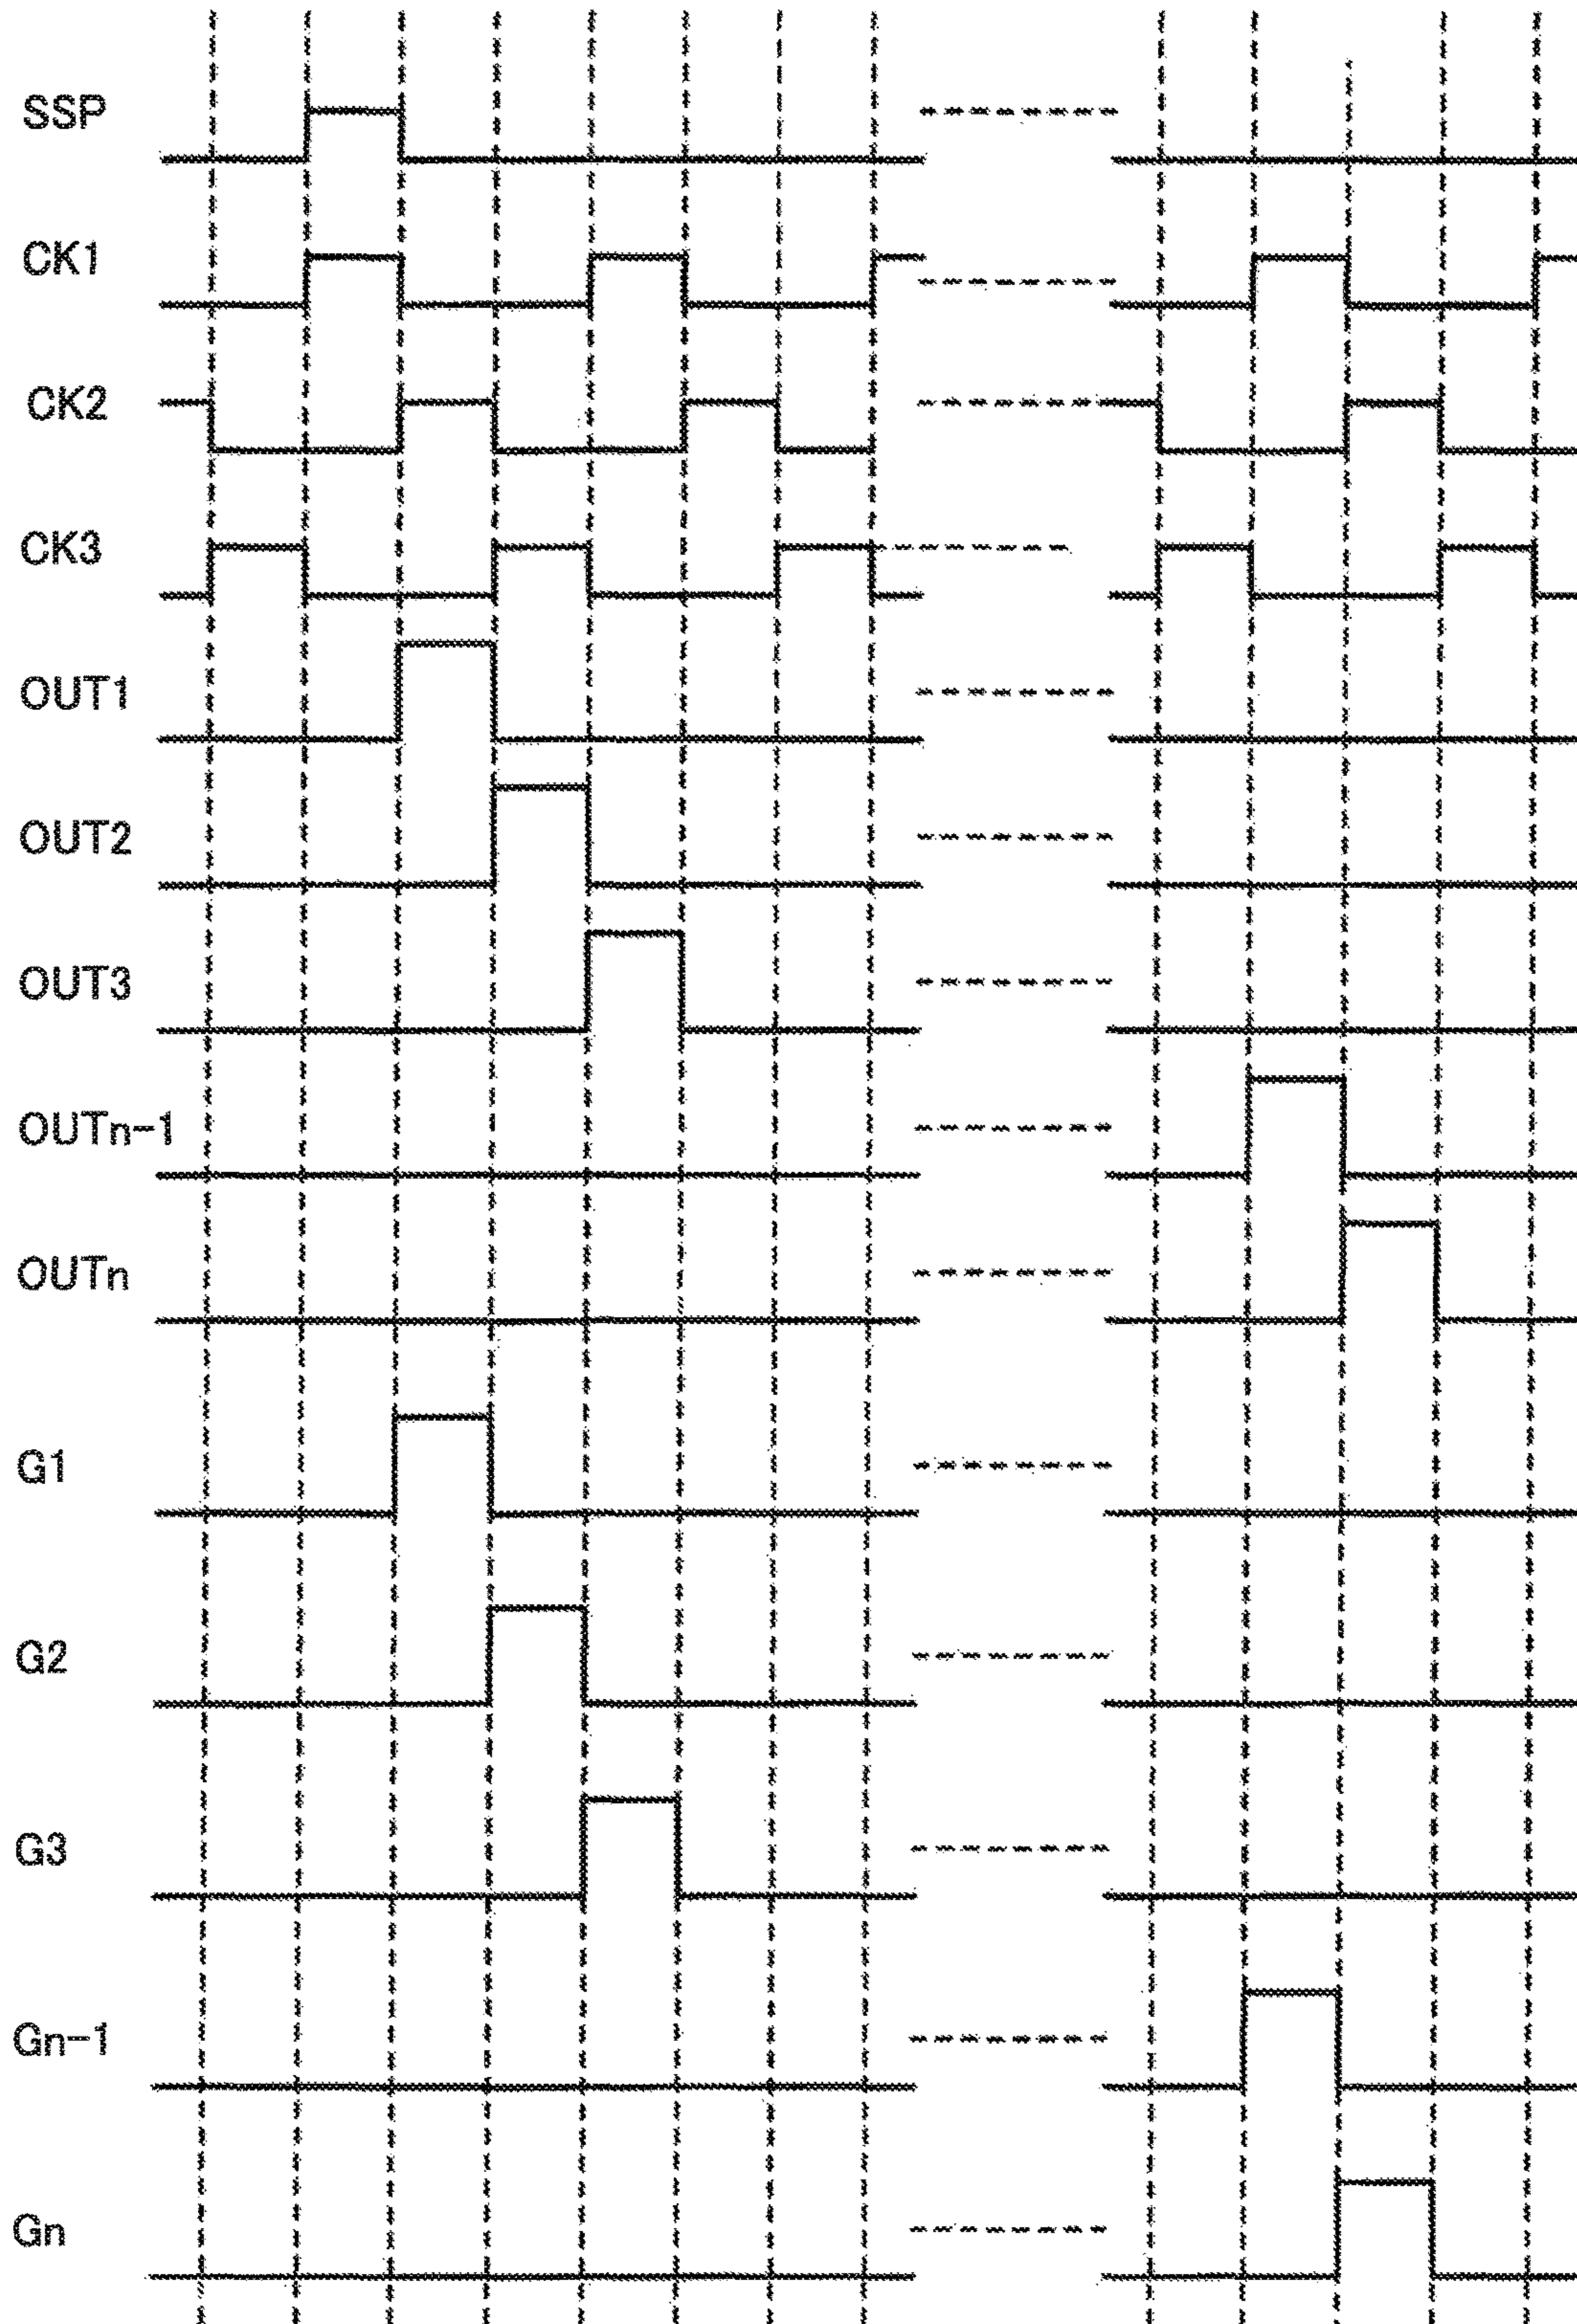 SSP
CK1
CK2
CK3
OUT1
OUT2
OUT3
OUTn-1
OUTn
G1
G2
G3
Gn-1
Gn